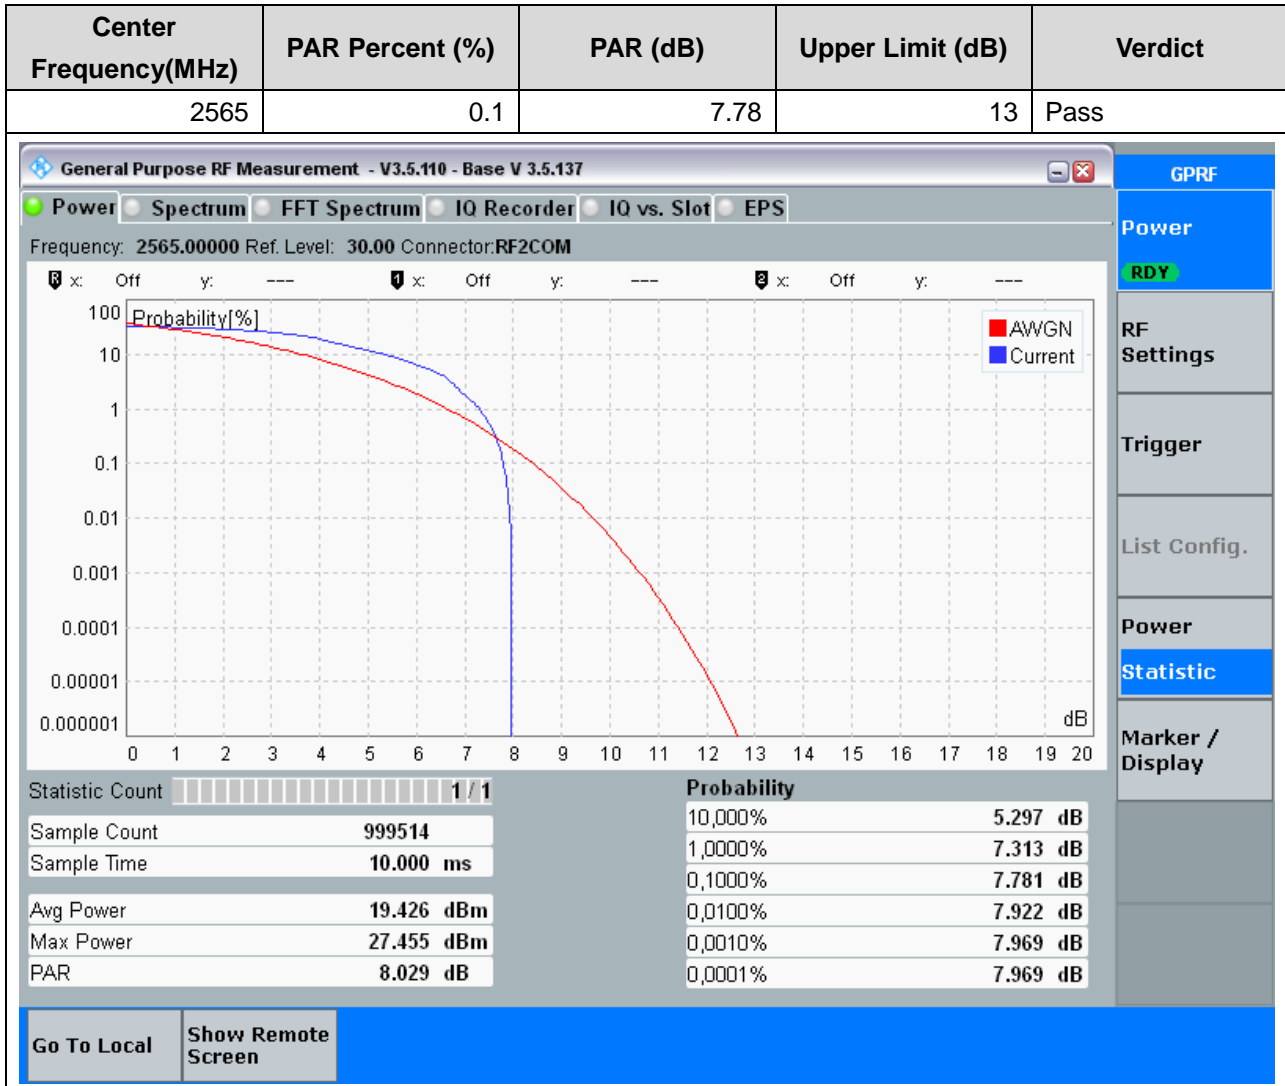 Center Frequency(MHz) PAR Percent (%) PAR (dB) Upper Limit (dB) Verdict
2565 0.1 7.78 13 Pass
General Purpose RF Measurement - V3.5.110 - Base V 3.5.137
GPRF
Power Spectrum FFT Spectrum IQ Recorder IQ vs. Slot EPS
Frequency: 2565.00000 Ref. Level: 30.00 Connector:RF2COM
R x: Off y: --- 1 x: Off y: --- 2 x: Off y: ---
Probability[%]
AWGN
Current
100
10
1
0.1
0.01
0.001
0.0001
0.00001
0.000001
dB
0 1 2 3 4 5 6 7 8 9 10 11 12 13 14 15 16 17 18 19 20
Statistic Count 1 / 1
Sample Count 999514
Sample Time 10.000 ms
Avg Power 19.426 dBm
Max Power 27.455 dBm
PAR 8.029 dB
Probability
10,000% 5.297 dB
1,0000% 7.313 dB
0,1000% 7.781 dB
0,0100% 7.922 dB
0,0010% 7.969 dB
0,0001% 7.969 dB
Power
RDY
RF
Settings
Trigger
List Config.
Power
Statistic
Marker /
Display
Go To Local
Show Remote
Screen